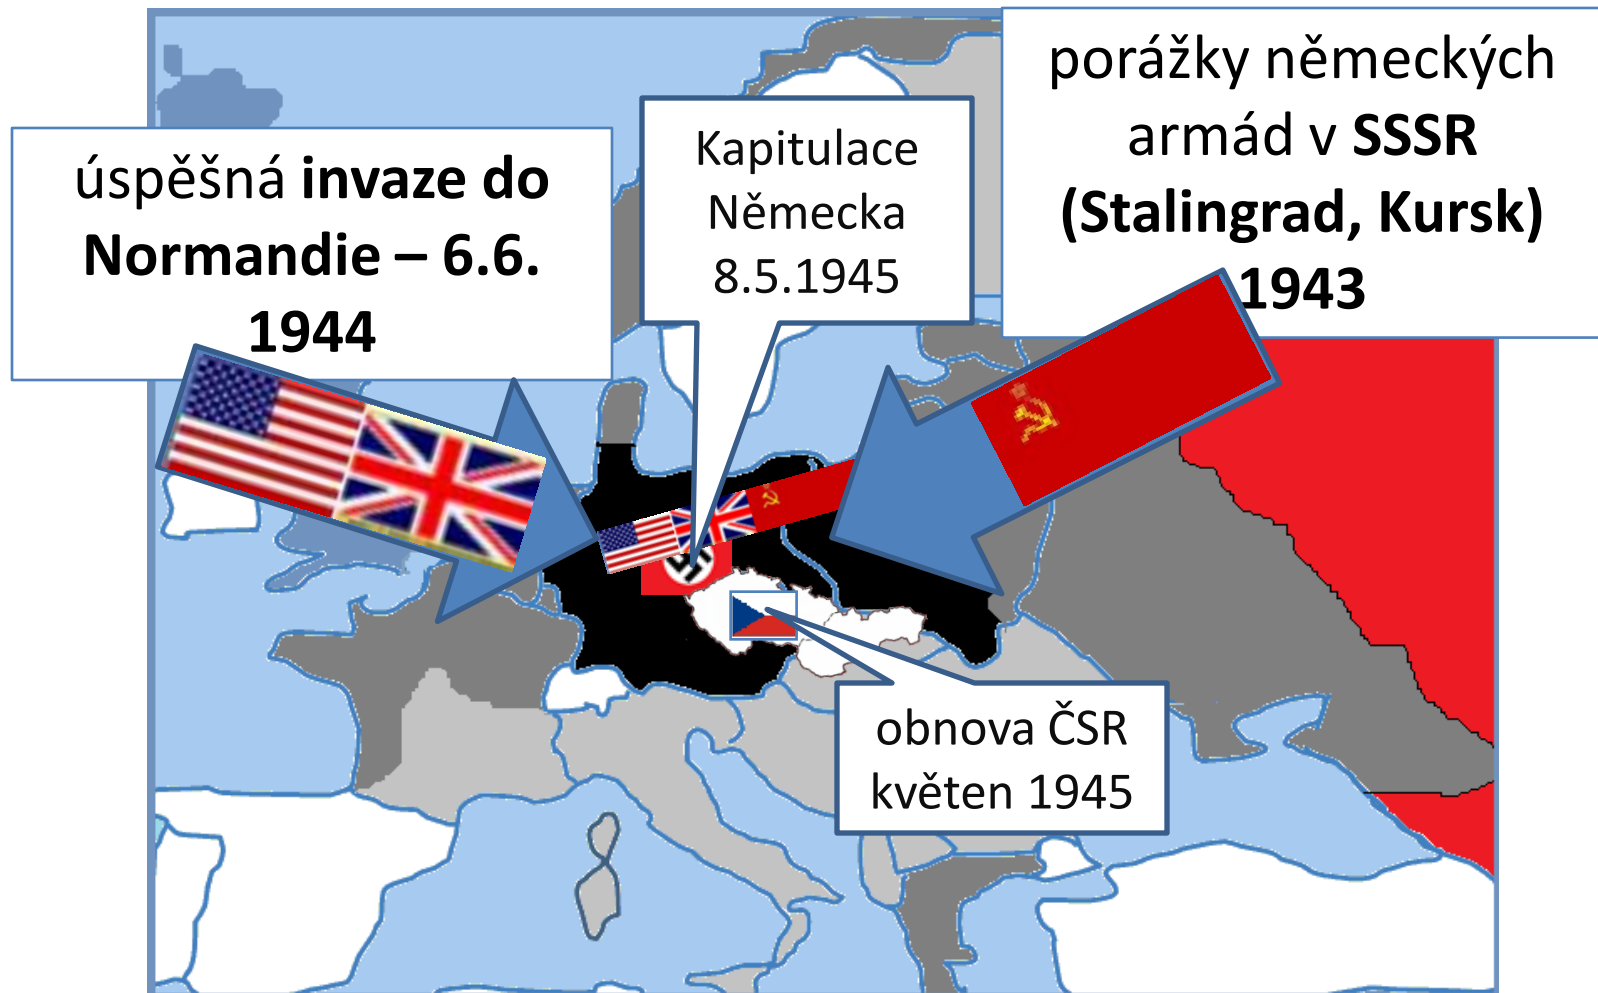 úspěšná invaze do
Normandie – 6.6.
1944
Kapitulace
Německa
8.5.1945
porážky německých
armád v SSSR
(Stalingrad, Kursk)
1943
obnova ČSR
květen 1945